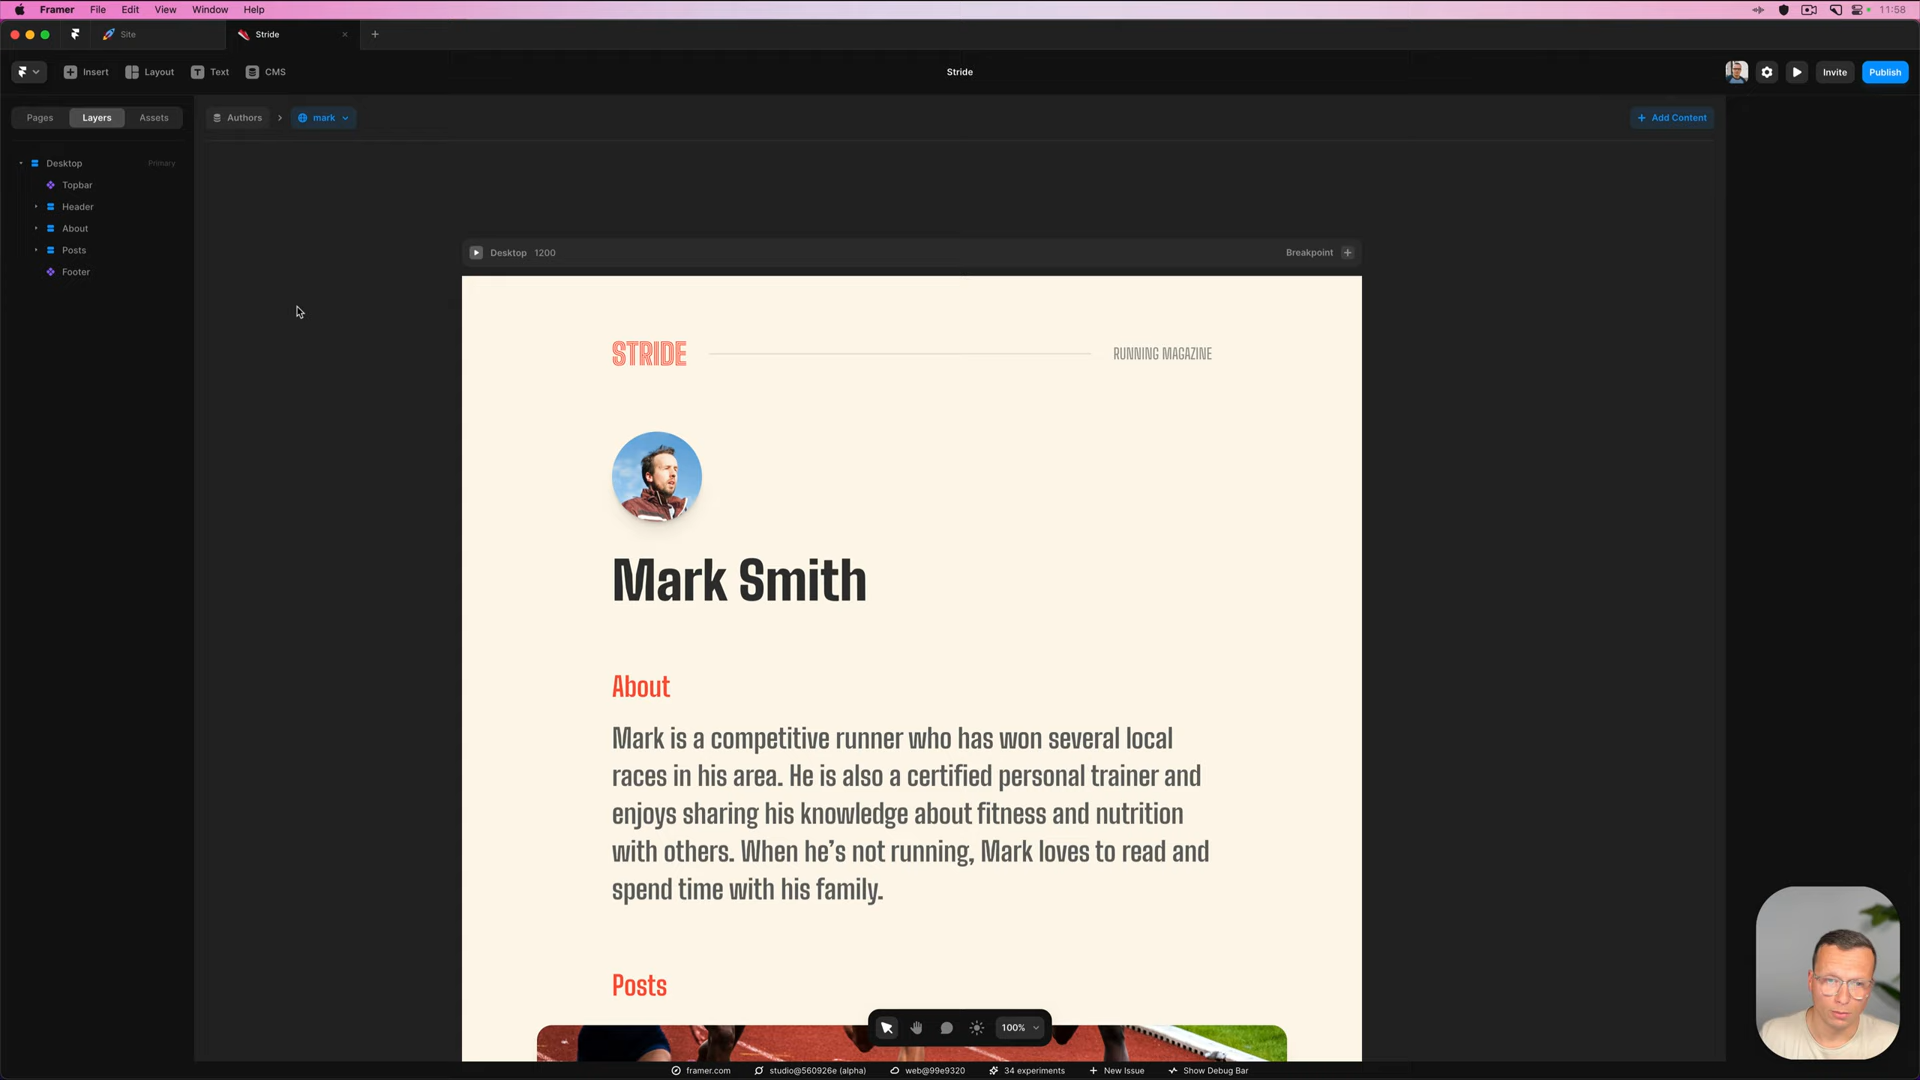 Framer File Edit View Window Help 11:58
Site Stride
Insert Layout Text CMS Stride Invite Publish
Pages Layers Assets Authors mark Add Content
Desktop Primary
Topbar
Header
About
Posts
Footer
Desktop 1200 Breakpoint
STRIDE RUNNING MAGAZINE
Mark Smith
About
Mark is a competitive runner who has won several local
races in his area. He is also a certified personal trainer and
enjoys sharing his knowledge about fitness and nutrition
with others. When he’s not running, Mark loves to read and
spend time with his family.
Posts
100%
framer.com studio@560926e (alpha) web@99e9320 34 experiments New Issue Show Debug Bar